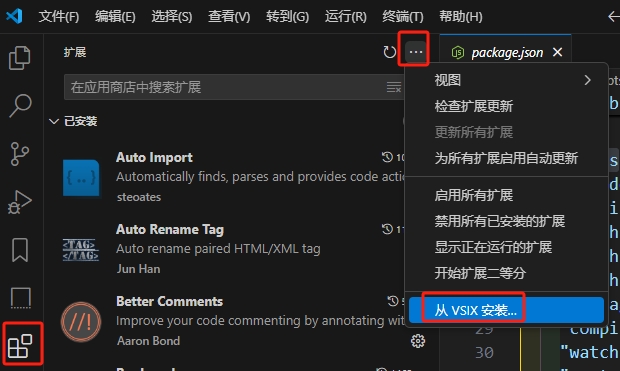 文件(F) 编辑(E) 选择(S) 查看(V) 转到(G) 运行(R) 终端(T) 帮助(H)
扩展
package.json
在应用商店中搜索扩展
已安装
Auto Import
Automatically finds, parses and provides code
steoates
Auto Rename Tag
Auto rename paired HTML/XML tag
Jun Han
Better Comments
Improve your code commenting by annotating
Aaron Bond
视图
检查扩展更新
更新所有扩展
为所有扩展启用自动更新
启用所有扩展
禁用所有已安装的扩展
显示正在运行的扩展
开始扩展二等分
从 VSIX 安装...
29
30 "watch